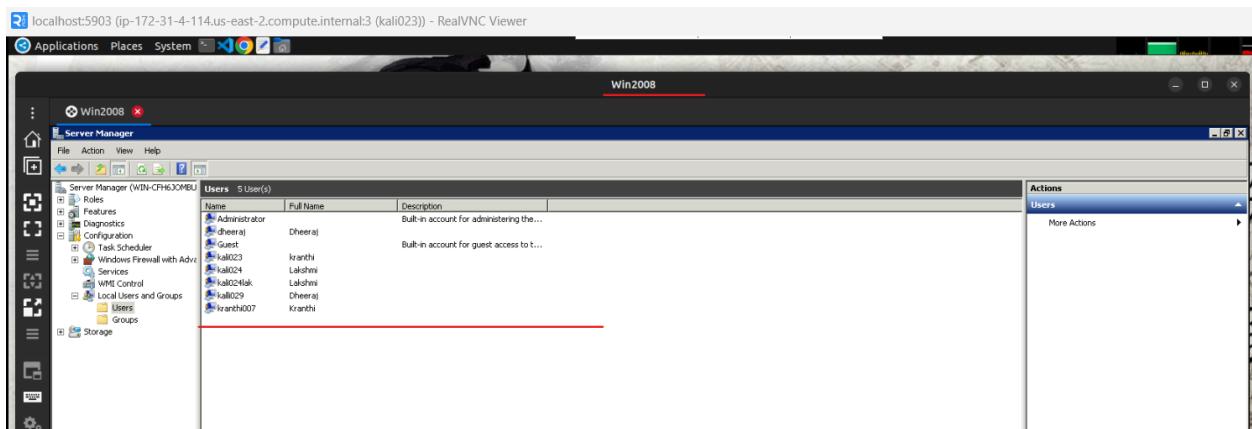 localhost:5903 (ip-172-31-4-114.us-east-2.compute.internal:3 (kali023)) - RealVNC Viewer
Applications Places System
Win2008
Win2008
Server Manager
File Action View Help
Server Manager (WIN-CFH6JOMBU
Roles
Features
Diagnostics
Configuration
Task Scheduler
Windows Firewall with Adva
Services
WMI Control
Local Users and Groups
Users
Groups
Storage
Users 5 User(s)
Name Full Name Description
Administrator Built-in account for administering the...
dheeraj Dheeraj
Guest Built-in account for guest access to t...
kali023 kranthi
kali024 Lakshmi
kali024lak Lakshmi
kalli029 Dheeraj
kranthi007 Kranthi
Actions
Users
More Actions